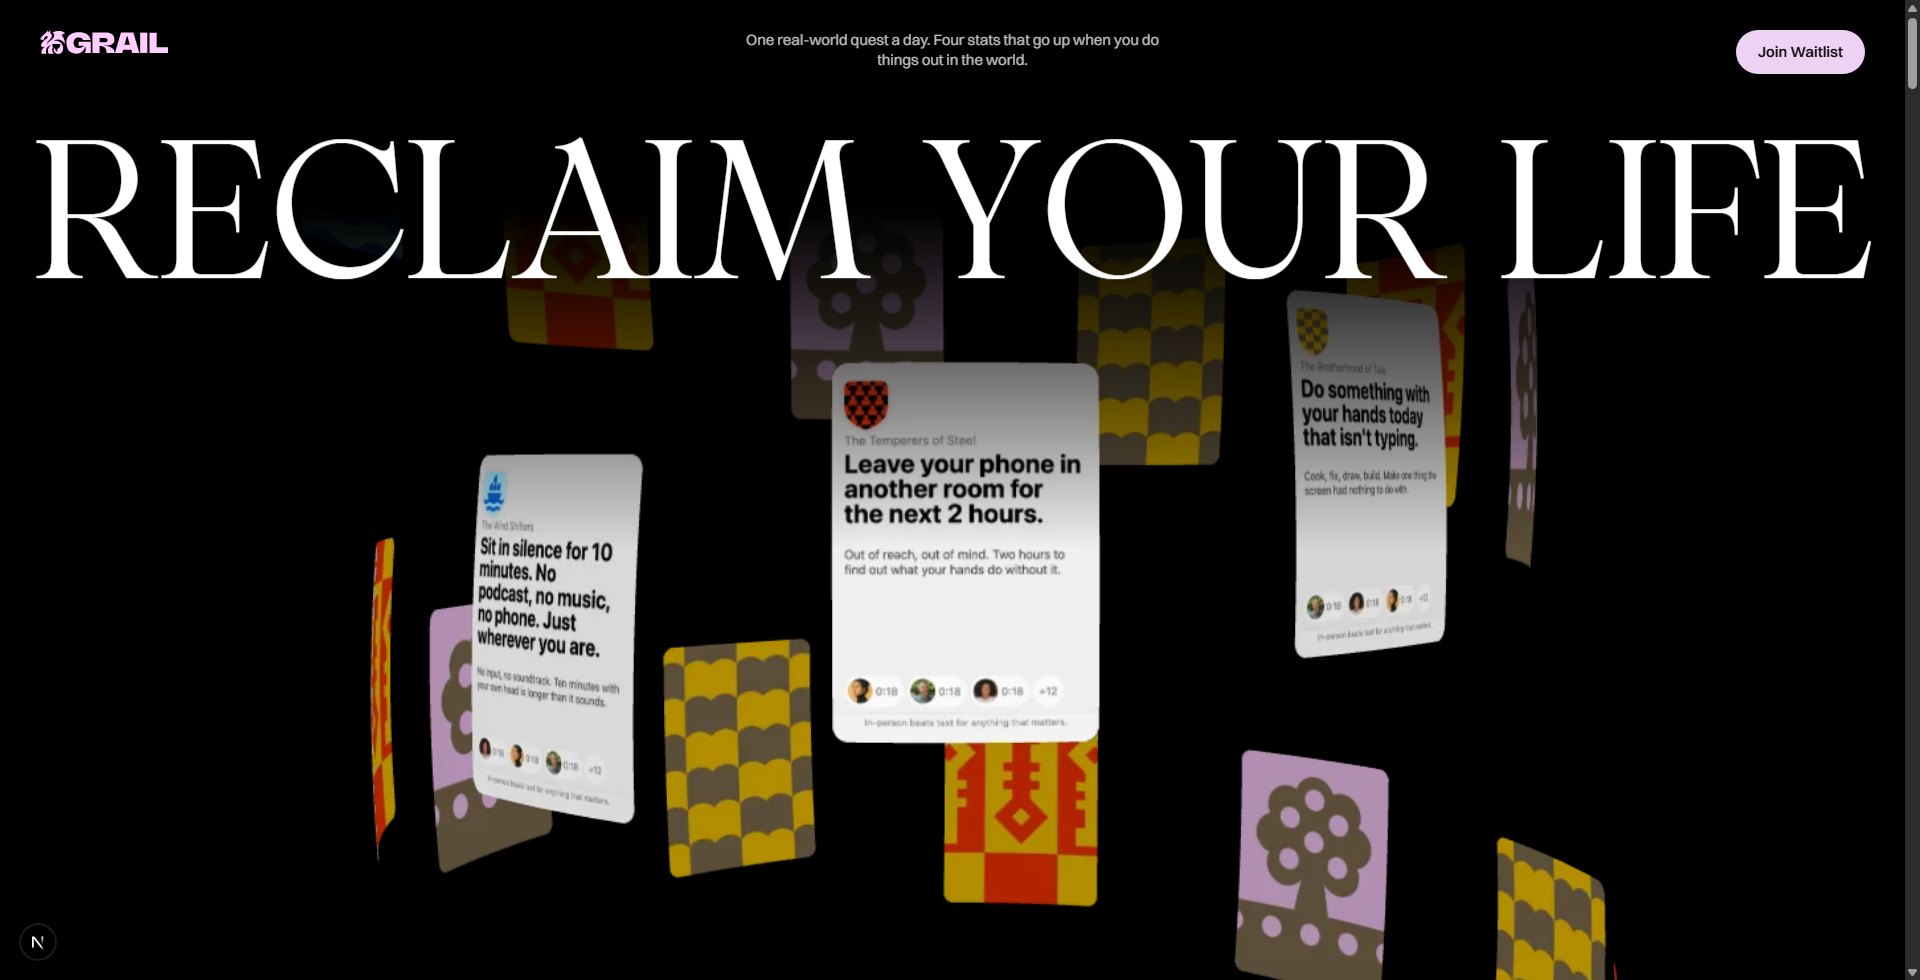 GRAIL
One real-world quest a day. Four stats that go up when you do
things out in the world.
Join Waitlist
RECLAIM YOUR LIFE
The Brotherhood of Tale
Do something with
your hands today
that isn't typing.
Cook, fix, draw, build. Make one thing the
screen had nothing to do with.
0:18
0:18
0:18
In-person beats text for anything that matters.
The Temperers of Steel
Leave your phone in
another room for
the next 2 hours.
Out of reach, out of mind. Two hours to
find out what your hands do without it.
0:18
0:18
0:18
+12
In-person beats text for anything that matters.
The Wind Shifters
Sit in silence for 10
minutes. No
podcast, no music,
no phone. Just
wherever you are.
No input, no soundtrack. Ten minutes with
your own head is longer than it sounds.
0:18
0:18
0:18
+12
In-person beats text for anything that matters.
N